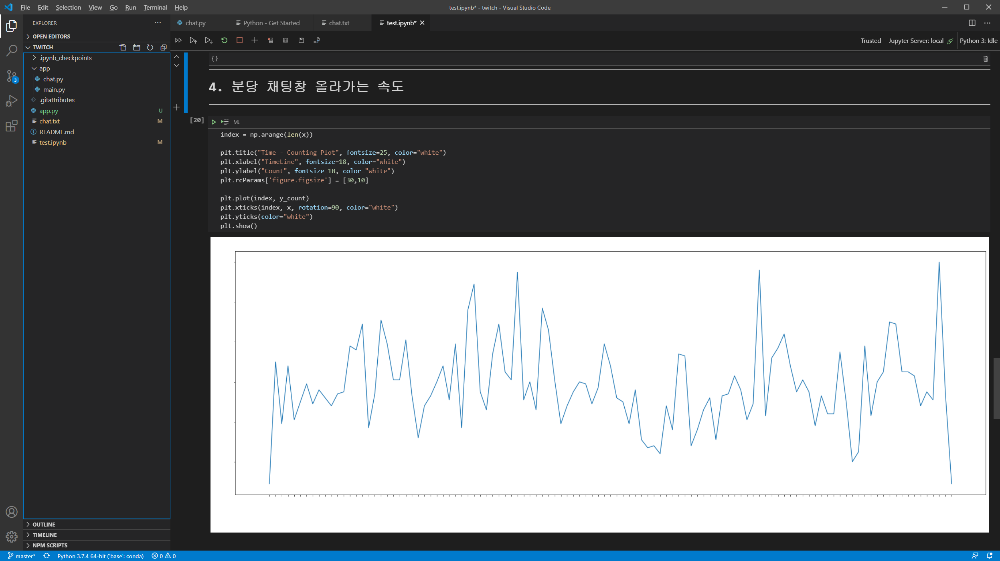 File Edit Selection View Go Run Terminal Help
test.ipynb* - twitch - Visual Studio Code
EXPLORER
OPEN EDITORS
TWITCH
.ipynb_checkpoints
app
chat.py
main.py
.gitattributes
app.py U
chat.txt M
README.md
test.ipynb M
OUTLINE
TIMELINE
NPM SCRIPTS
3
chat.py
Python - Get Started
chat.txt
test.ipynb*
Trusted
Jupyter Server: local
Python 3: Idle
{}
4. 분당 채팅창 올라가는 속도
[20]
M↓
index = np.arange(len(x))
plt.title("Time - Counting Plot", fontsize=25, color="white")
plt.xlabel("TimeLine", fontsize=18, color="white")
plt.ylabel("Count", fontsize=18, color="white")
plt.rcParams['figure.figsize'] = [30,10]
plt.plot(index, y_count)
plt.xticks(index, x, rotation=90, color="white")
plt.yticks(color="white")
plt.show()
master*
Python 3.7.4 64-bit ('base': conda)
0
0